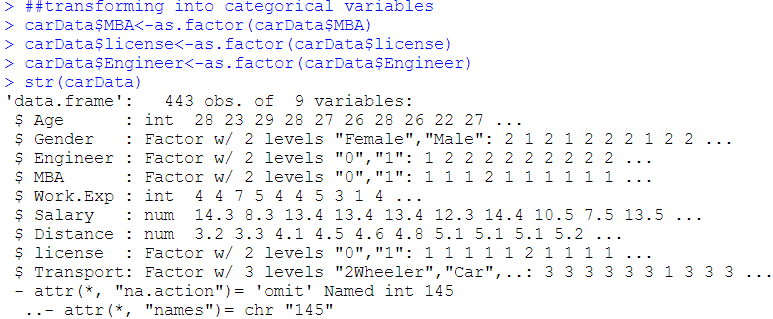 > ##transforming into categorical variables
> carData$MBA<-as.factor(carData$MBA)
> carData$license<-as.factor(carData$license)
> carData$Engineer<-as.factor(carData$Engineer)
> str(carData)
'data.frame':   443 obs. of  9 variables:
 $ Age      : int  28 23 29 28 27 26 28 26 22 27 ...
 $ Gender   : Factor w/ 2 levels "Female","Male": 2 1 2 1 2 2 2 1 2 2 ...
 $ Engineer : Factor w/ 2 levels "0","1": 1 2 2 2 2 2 2 2 2 2 ...
 $ MBA      : Factor w/ 2 levels "0","1": 1 1 1 2 1 1 1 1 1 1 ...
 $ Work.Exp : int  4 4 7 5 4 4 5 3 1 4 ...
 $ Salary   : num  14.3 8.3 13.4 13.4 13.4 12.3 14.4 10.5 7.5 13.5 ...
 $ Distance : num  3.2 3.3 4.1 4.5 4.6 4.8 5.1 5.1 5.1 5.2 ...
 $ license  : Factor w/ 2 levels "0","1": 1 1 1 1 1 2 1 1 1 1 ...
 $ Transport: Factor w/ 3 levels "2Wheeler","Car",..: 3 3 3 3 3 3 1 3 3 3 ...
 - attr(*, "na.action")= 'omit' Named int 145
  ..- attr(*, "names")= chr "145"